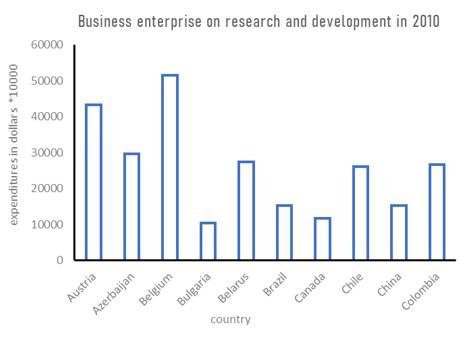 Business enterprise on research and development in 2010
expenditures in dollars *10000
60000
50000
40000
30000
20000
10000
0
Austria
Azerbaijan
Belgium
Bulgaria
Belarus
Brazil
Canada
Chile
China
Colombia
country